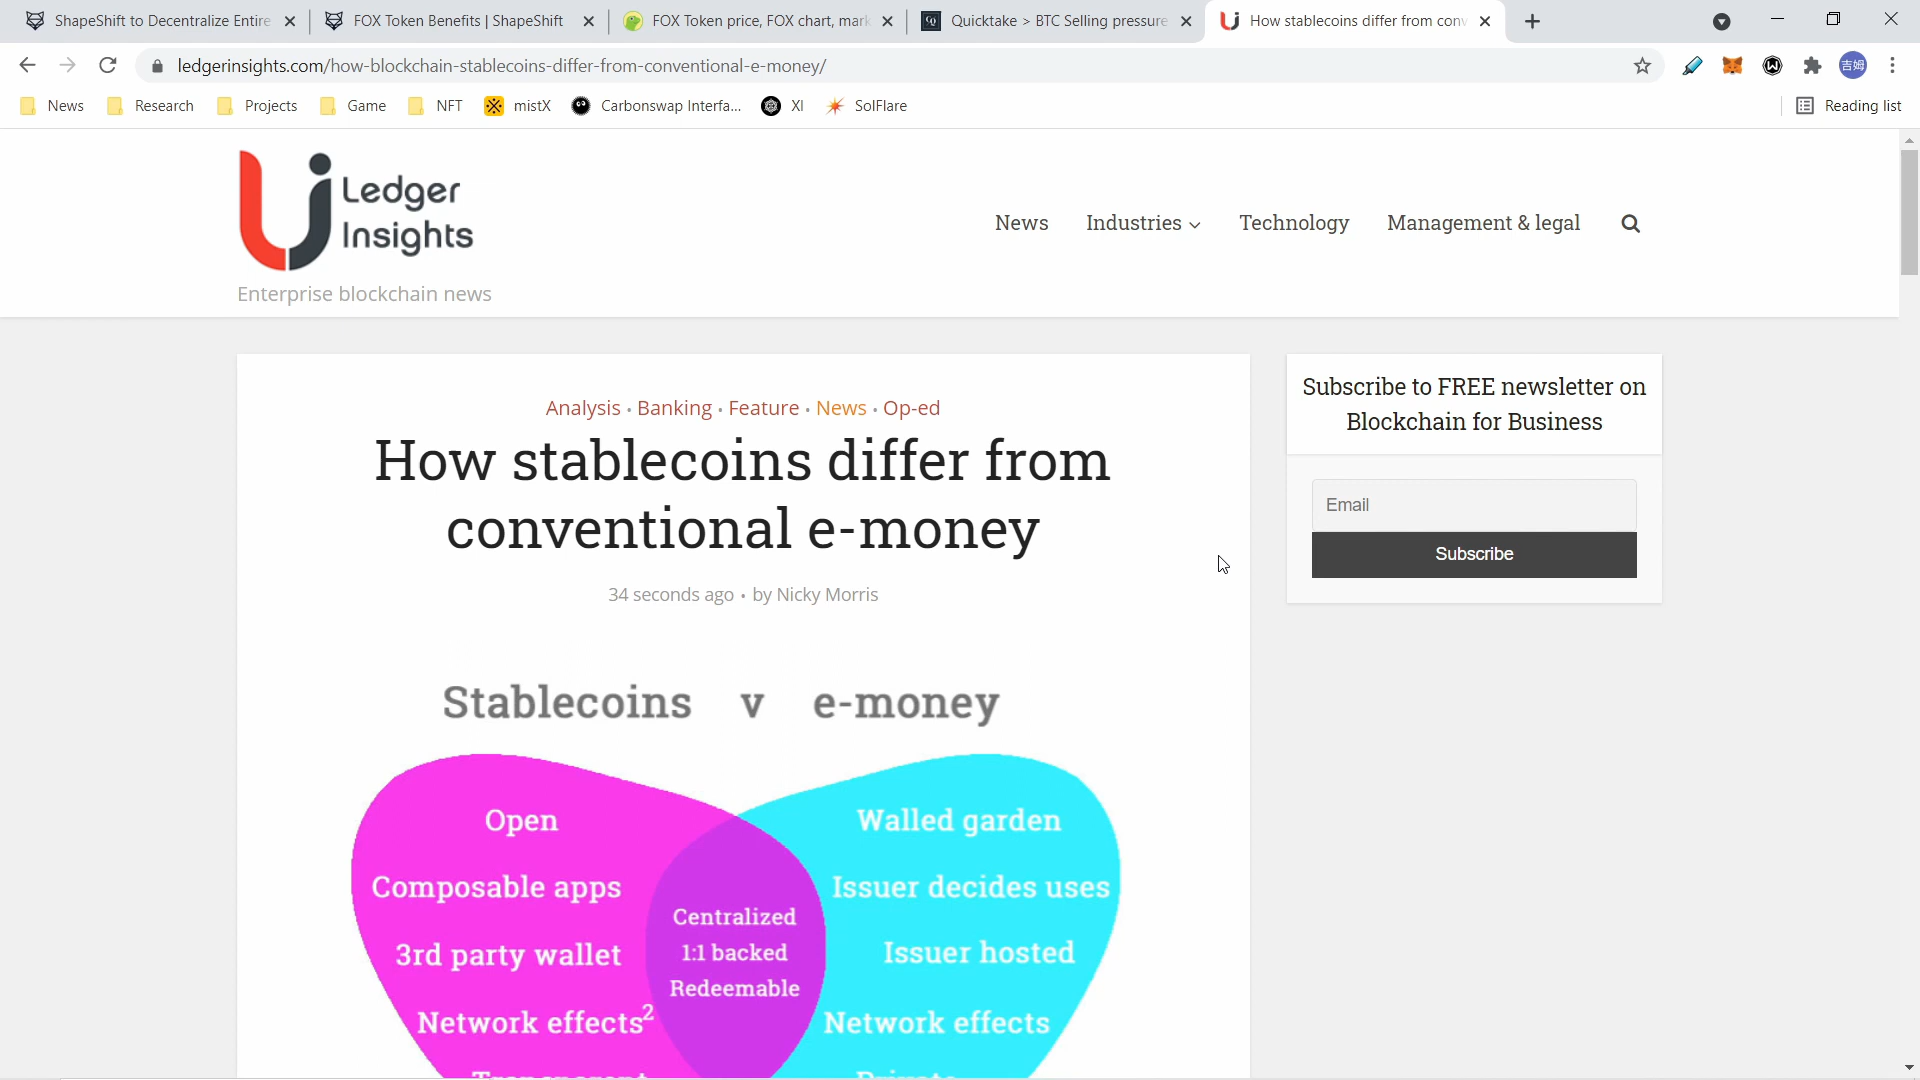 ShapeShift to Decentralize Entire
FOX Token Benefits | ShapeShift
FOX Token price, FOX chart, mark
Quicktake > BTC Selling pressure
How stablecoins differ from conv
ledgerinsights.com/how-blockchain-stablecoins-differ-from-conventional-e-money/
吉姆
News
Research
Projects
Game
NFT
mistX
Carbonswap Interfa...
XI
SolFlare
Reading list
Ledger
Insights
Enterprise blockchain news
News
Industries
Technology
Management & legal
Analysis • Banking • Feature • News • Op-ed
How stablecoins differ from
conventional e-money
34 seconds ago • by Nicky Morris
Subscribe to FREE newsletter on
Blockchain for Business
Email
Subscribe
Stablecoins v e-money
Open
Composable apps
3rd party wallet
Network effects²
Transparent
Centralized
1:1 backed
Redeemable
Walled garden
Issuer decides uses
Issuer hosted
Network effects
Private